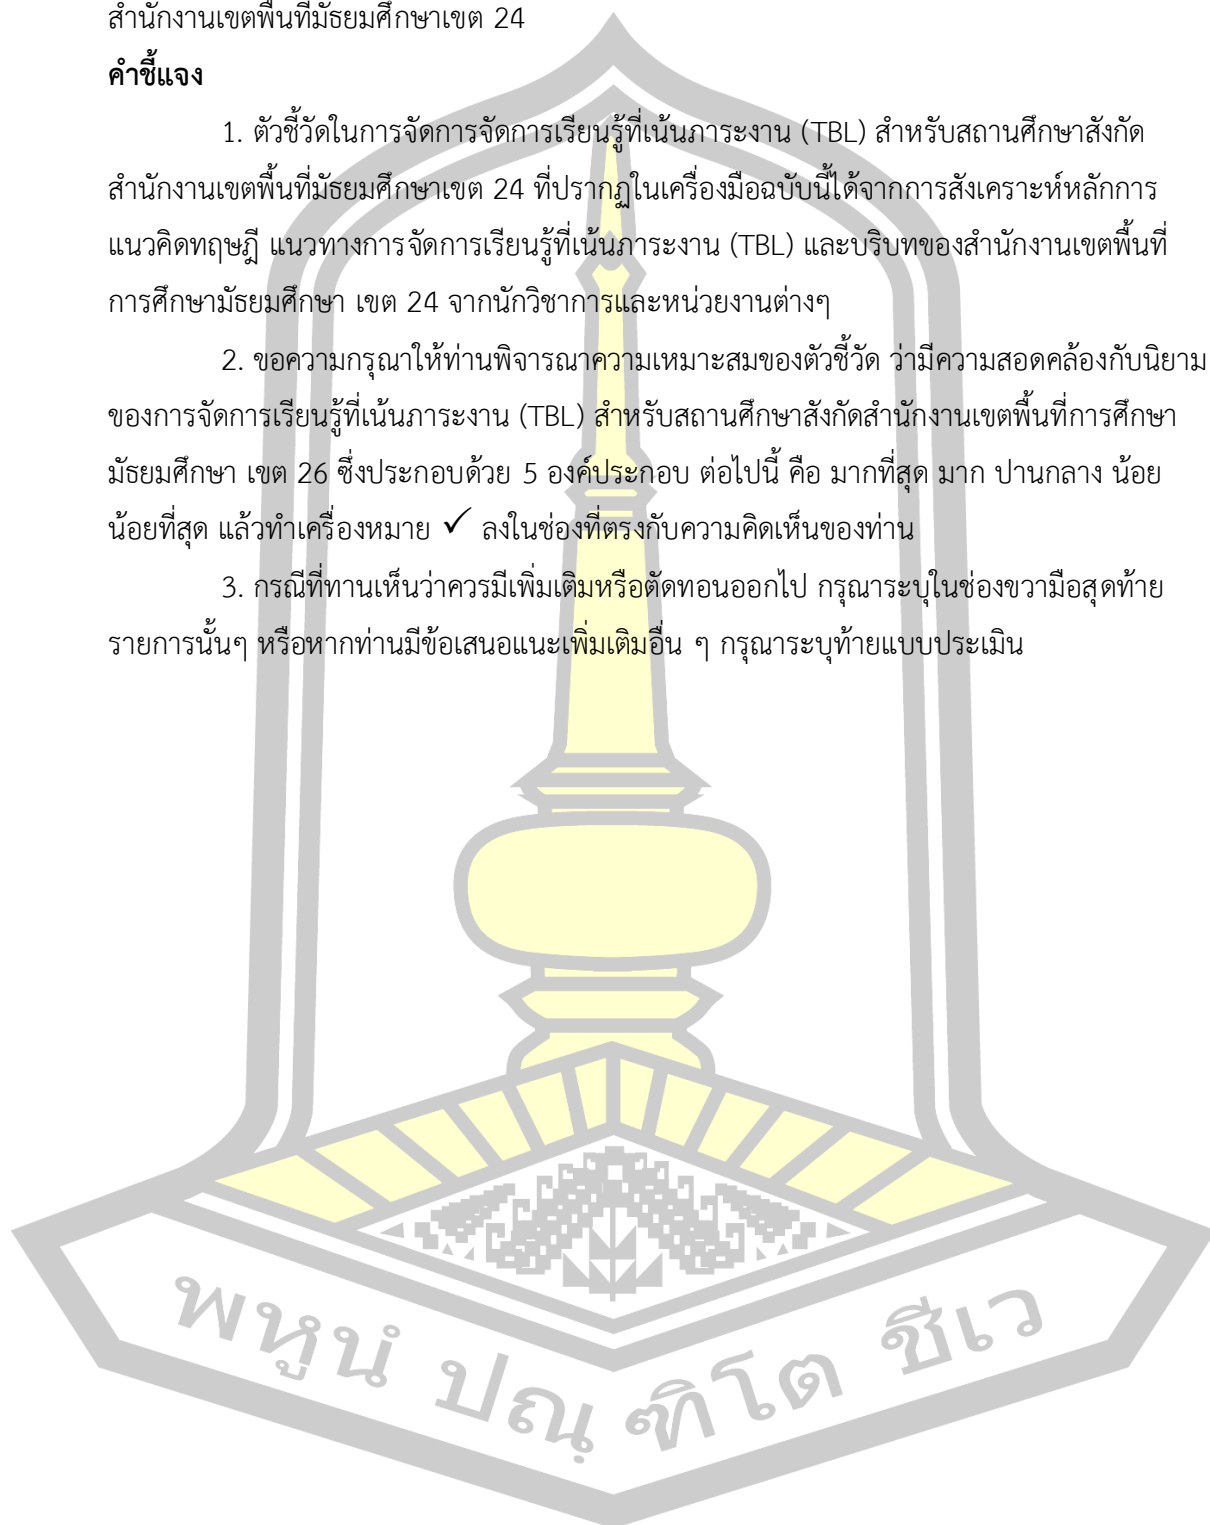 สำนักงานเขตพื้นที่มัธยมศึกษาเขต 24
คำชี้แจง
1. ตัวชี้วัดในการจัดการจัดการเรียนรู้ที่เน้นภาระงาน (TBL) สำหรับสถานศึกษาสังกัด
สำนักงานเขตพื้นที่มัธยมศึกษาเขต 24 ที่ปรากฏในเครื่องมือฉบับนี้ได้จากการสังเคราะห์หลักการ
แนวคิดทฤษฎี แนวทางการจัดการเรียนรู้ที่เน้นภาระงาน (TBL) และบริบทของสำนักงานเขตพื้นที่
การศึกษามัธยมศึกษา เขต 24 จากนักวิชาการและหน่วยงานต่างๆ
2. ขอความกรุณาให้ท่านพิจารณาความเหมาะสมของตัวชี้วัด ว่ามีความสอดคล้องกับนิยาม
ของการจัดการเรียนรู้ที่เน้นภาระงาน (TBL) สำหรับสถานศึกษาสังกัดสำนักงานเขตพื้นที่การศึกษา
มัธยมศึกษา เขต 26 ซึ่งประกอบด้วย 5 องค์ประกอบ ต่อไปนี้ คือ มากที่สุด มาก ปานกลาง น้อย
น้อยที่สุด แล้วทำเครื่องหมาย ✓ ลงในช่องที่ตรงกับความคิดเห็นของท่าน
3. กรณีที่ทานเห็นว่าควรมีเพิ่มเติมหรือตัดทอนออกไป กรุณาระบุในช่องขวามือสุดท้าย
รายการนั้นๆ หรือหากท่านมีข้อเสนอแนะเพิ่มเติมอื่น ๆ กรุณาระบุท้ายแบบประเมิน
พหูนํ ปณฺฑิโต ชีเว